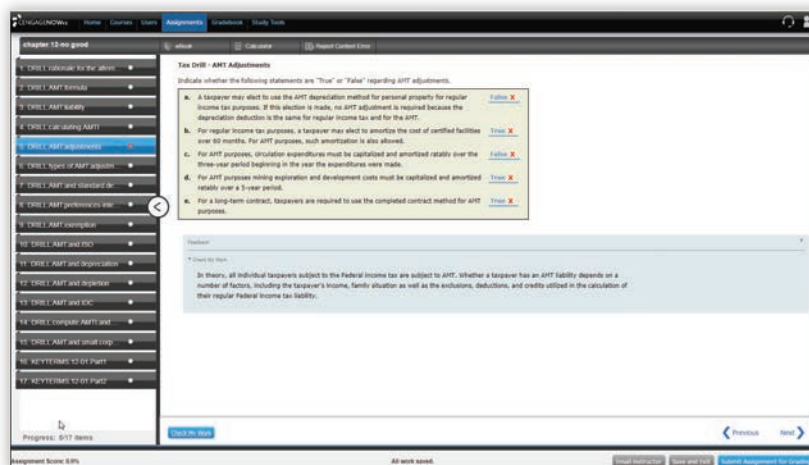 CENGAGENOWv2 Home Courses Users Assignments Gradebook Study Tools
chapter 12-no good
eBook Calculator Report Content Error
1. DRILL rationale for the altern...
2. DRILL AMT formula
3. DRILL AMT liability
4. DRILL calculating AMTI
5. DRILL AMT adjustments
6. DRILL types of AMT adjustm...
7. DRILL AMT and standard de...
8. DRILL AMT preferences inte...
9. DRILL AMT exemption
10. DRILL AMT and ISO
11. DRILL AMT and depreciation
12. DRILL AMT and depletion
13. DRILL AMT and IDC
14. DRILL compute AMTI and ...
15. DRILL AMT and small corp...
16. KEYTERMS 12-01 Part1
17. KEYTERMS 12-01 Part2
Progress: 0/17 items
Tax Drill - AMT Adjustments
Indicate whether the following statements are "True" or "False" regarding AMT adjustments.
a. A taxpayer may elect to use the AMT depreciation method for personal property for regular False X
income tax purposes. If this election is made, no AMT adjustment is required because the
depreciation deduction is the same for regular income tax and for the AMT.
b. For regular income tax purposes, a taxpayer may elect to amortize the cost of certified facilities True X
over 60 months. For AMT purposes, such amortization is also allowed.
c. For AMT purposes, circulation expenditures must be capitalized and amortized ratably over the False X
three-year period beginning in the year the expenditures were made.
d. For AMT purposes mining exploration and development costs must be capitalized and amortized True X
ratably over a 5-year period.
e. For a long-term contract, taxpayers are required to use the completed contract method for AMT True X
purposes.
Feedback
Check My Work
In theory, all individual taxpayers subject to the Federal income tax are subject to AMT. Whether a taxpayer has an AMT liability depends on a
number of factors, including the taxpayer's income, family situation as well as the exclusions, deductions, and credits utilized in the calculation of
their regular Federal income tax liability.
Check My Work
Previous Next
Assignment Score: 0.0% All work saved. Email Instructor Save and Exit Submit Assignment for Grading